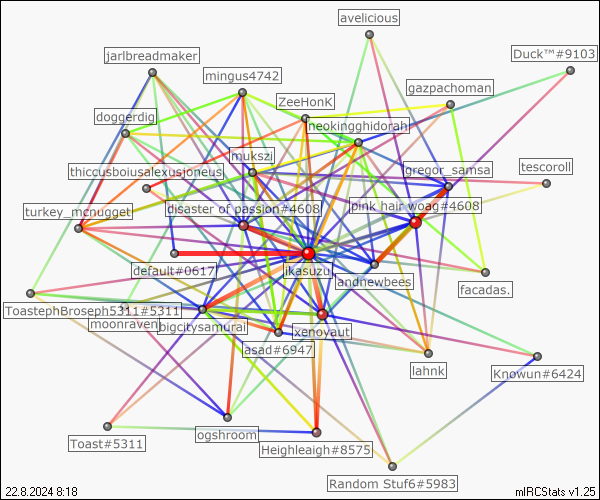 avelicious
jarlbreadmaker
Duck™#9103
mingus4742
gazpachoman
ZeeHonK
doggerdig
neokingghidorah
mukszi
gregor_samsa
tescoroll
thiccusboiusalexusjoneusi
turkey_mcnugget
disaster of passion#4608
pink hair woag#4608
default#0617
ikasuzu
andnewbees
facadas.
ToastephBroseph5311#5311
moonraven
bigcitysamurai
xenoyaut
asad#6947
lahnk
Knowun#6424
ogshroom
Toast#5311
Heighleaigh#8575
Random Stuf6#5983
22.8.2024 8:18
mIRCStats v1.25